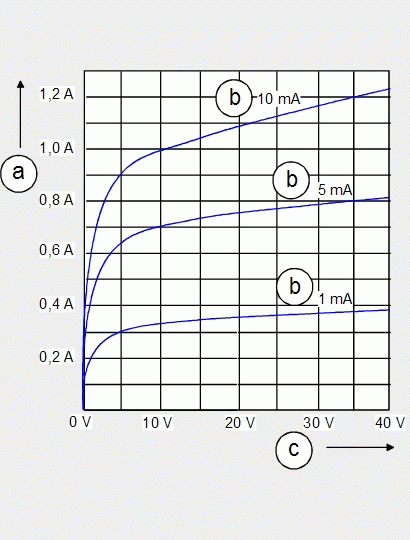 1,2 A
b 10 mA
1,0 A
a
b
0,8 A
5 mA
0,6 A
b
0,4 A
1 mA
0,2 A
0 V 10 V 20 V 30 V 40 V
c